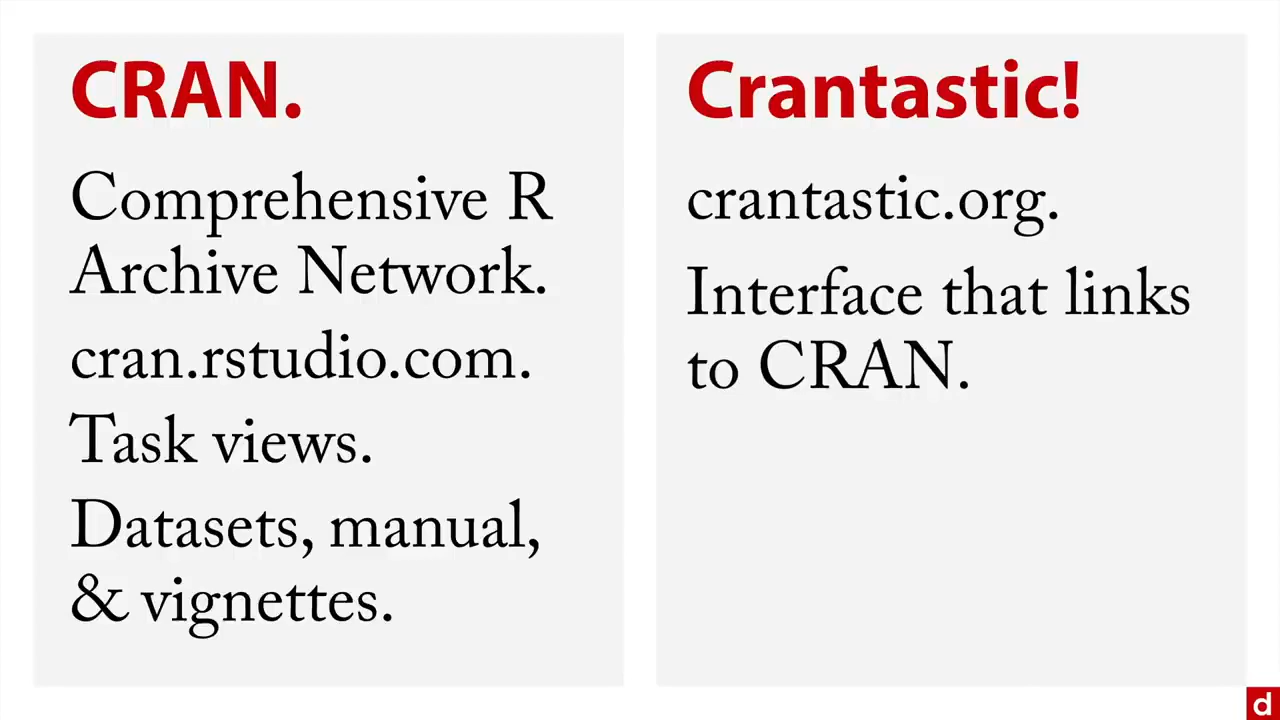 CRAN.
Comprehensive R
Archive Network.
cran.rstudio.com.
Task views.
Datasets, manual,
& vignettes.
Crantastic!
crantastic.org.
Interface that links
to CRAN.
d